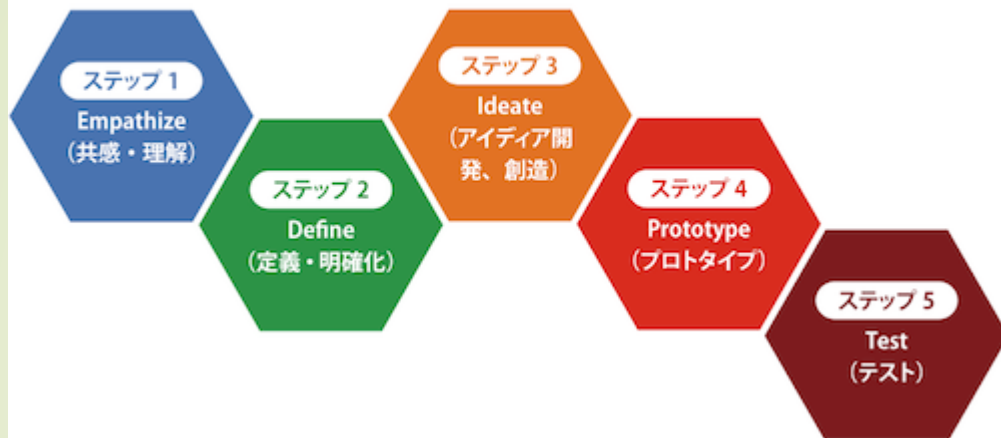 ステップ 1
Empathize
（共感・理解）
ステップ 2
Define
（定義・明確化）
ステップ 3
Ideate
（アイディア開
発、創造）
ステップ 4
Prototype
（プロトタイプ）
ステップ 5
Test
（テスト）